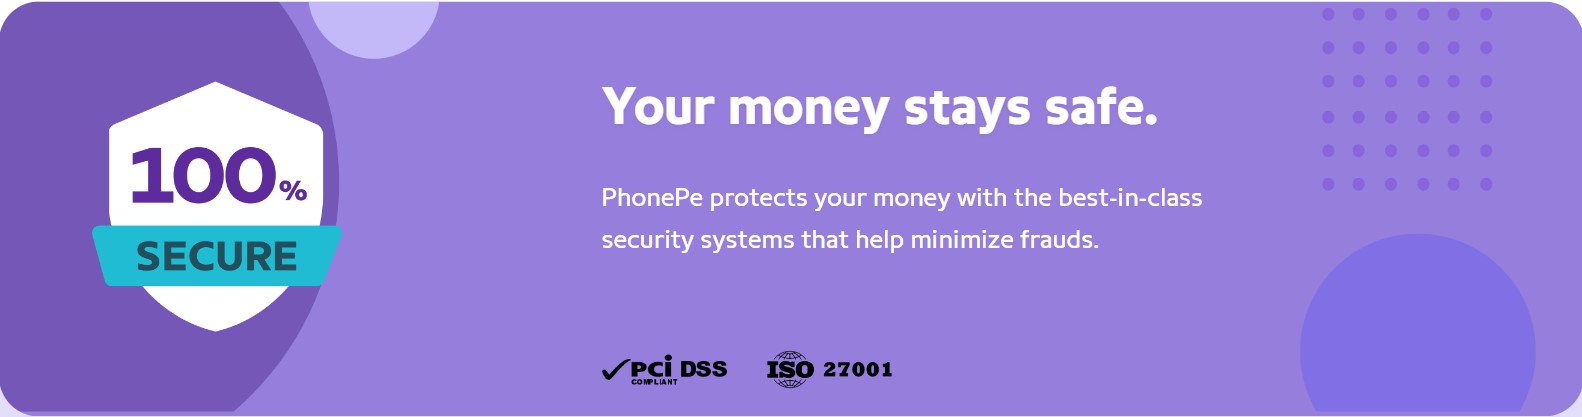 100%
SECURE
Your money stays safe.
PhonePe protects your money with the best-in-class
security systems that help minimize frauds.
PCi DSS
COMPLIANT
ISO 27001